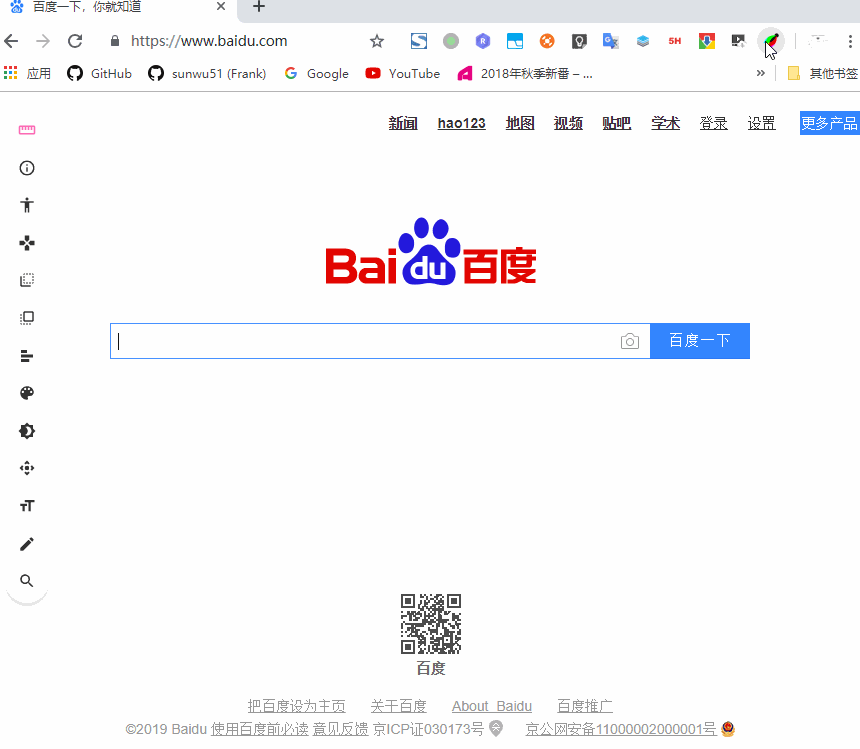 百度一下，你就知道
https://www.baidu.com
5H
应用 GitHub sunwu51 (Frank) Google YouTube 2018年秋季新番 – ... » 其他书签
新闻 hao123 地图 视频 贴吧 学术 登录 设置 更多产品
Bai du 百度
百度一下
百度
把百度设为主页 关于百度 About Baidu 百度推广
©2019 Baidu 使用百度前必读 意见反馈 京ICP证030173号 京公网安备11000002000001号